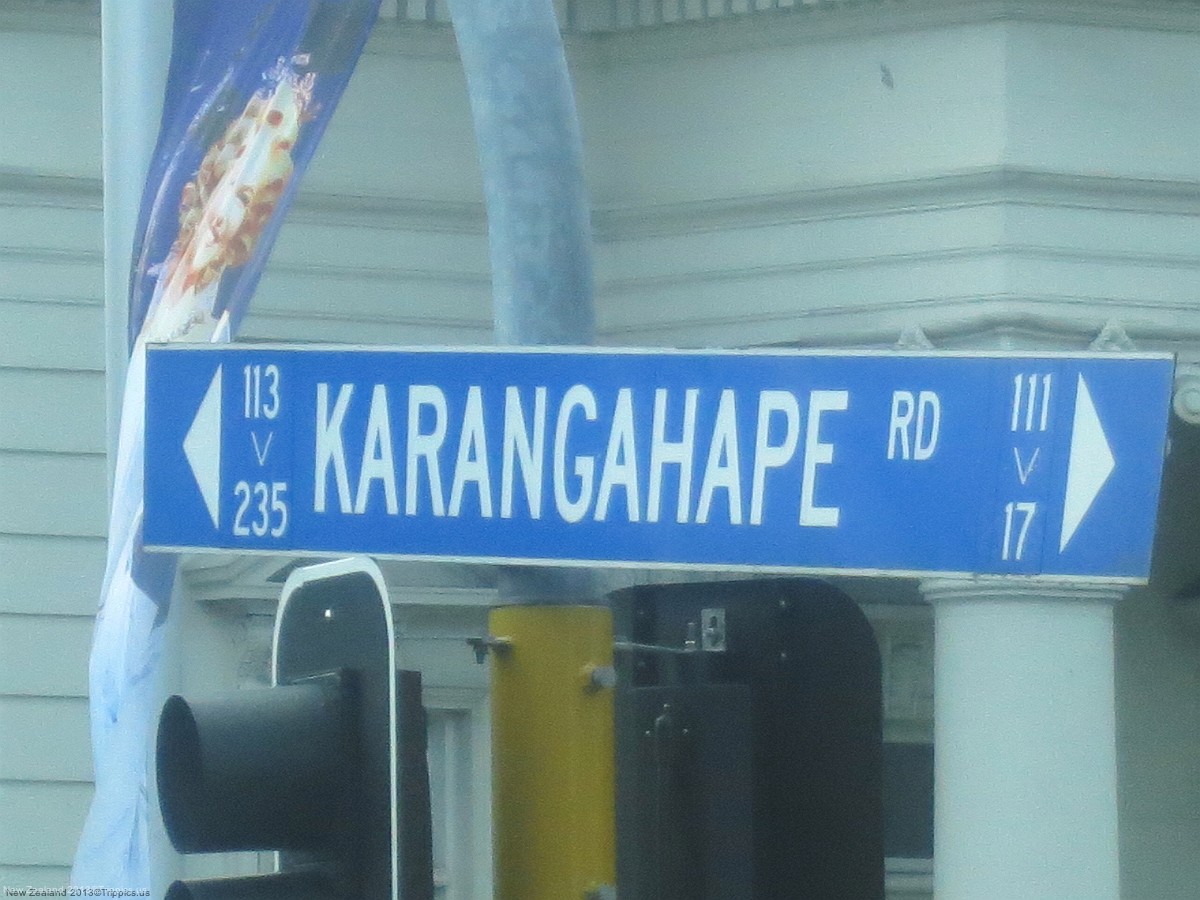 113
V
235
KARANGAHAPE RD
111
V
17
New Zealand 2013©Trippics.us